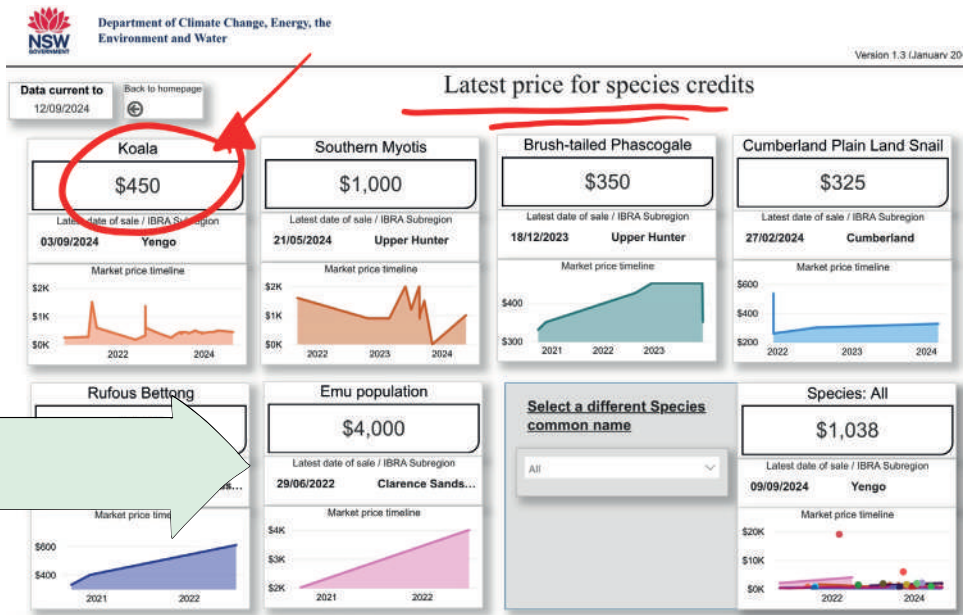 NSW
GOVERNMENT
Department of Climate Change, Energy, the
Environment and Water
Version 1.3 (January 20
Data current to
12/09/2024
Back to homepage
Latest price for species credits
Koala
$450
Latest date of sale / IBRA Subregion
03/09/2024 Yengo
Market price timeline
$2K
$1K
$0K
2022 2024
Southern Myotis
$1,000
Latest date of sale / IBRA Subregion
21/05/2024 Upper Hunter
Market price timeline
$2K
$1K
$0K
2022 2023 2024
Brush-tailed Phascogale
$350
Latest date of sale / IBRA Subregion
18/12/2023 Upper Hunter
Market price timeline
$400
$300
2021 2022 2023
Cumberland Plain Land Snail
$325
Latest date of sale / IBRA Subregion
27/02/2024 Cumberland
Market price timeline
$600
$400
$200
2022 2023 2024
Rufous Bettong
Market price time
$600
$400
2021 2022
Emu population
$4,000
Latest date of sale / IBRA Subregion
29/06/2022 Clarence Sands...
Market price timeline
$4K
$3K
$2K
2021 2022
Select a different Species
common name
All
Species: All
$1,038
Latest date of sale / IBRA Subregion
09/09/2024 Yengo
Market price timeline
$20K
$10K
$0K
2022 2024